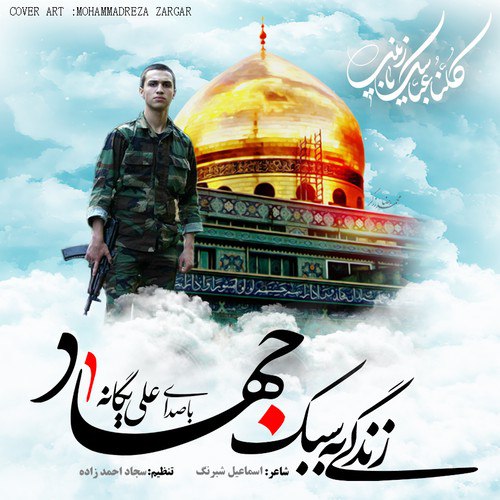 COVER ART :MOHAMMADREZA ZARGAR
کلنا عباسک یا زینب
زندگی به سبک جهاد
با صدای علی یگانه
شاعر: اسماعیل شبرنگ تنظیم: سجاد احمد زاده